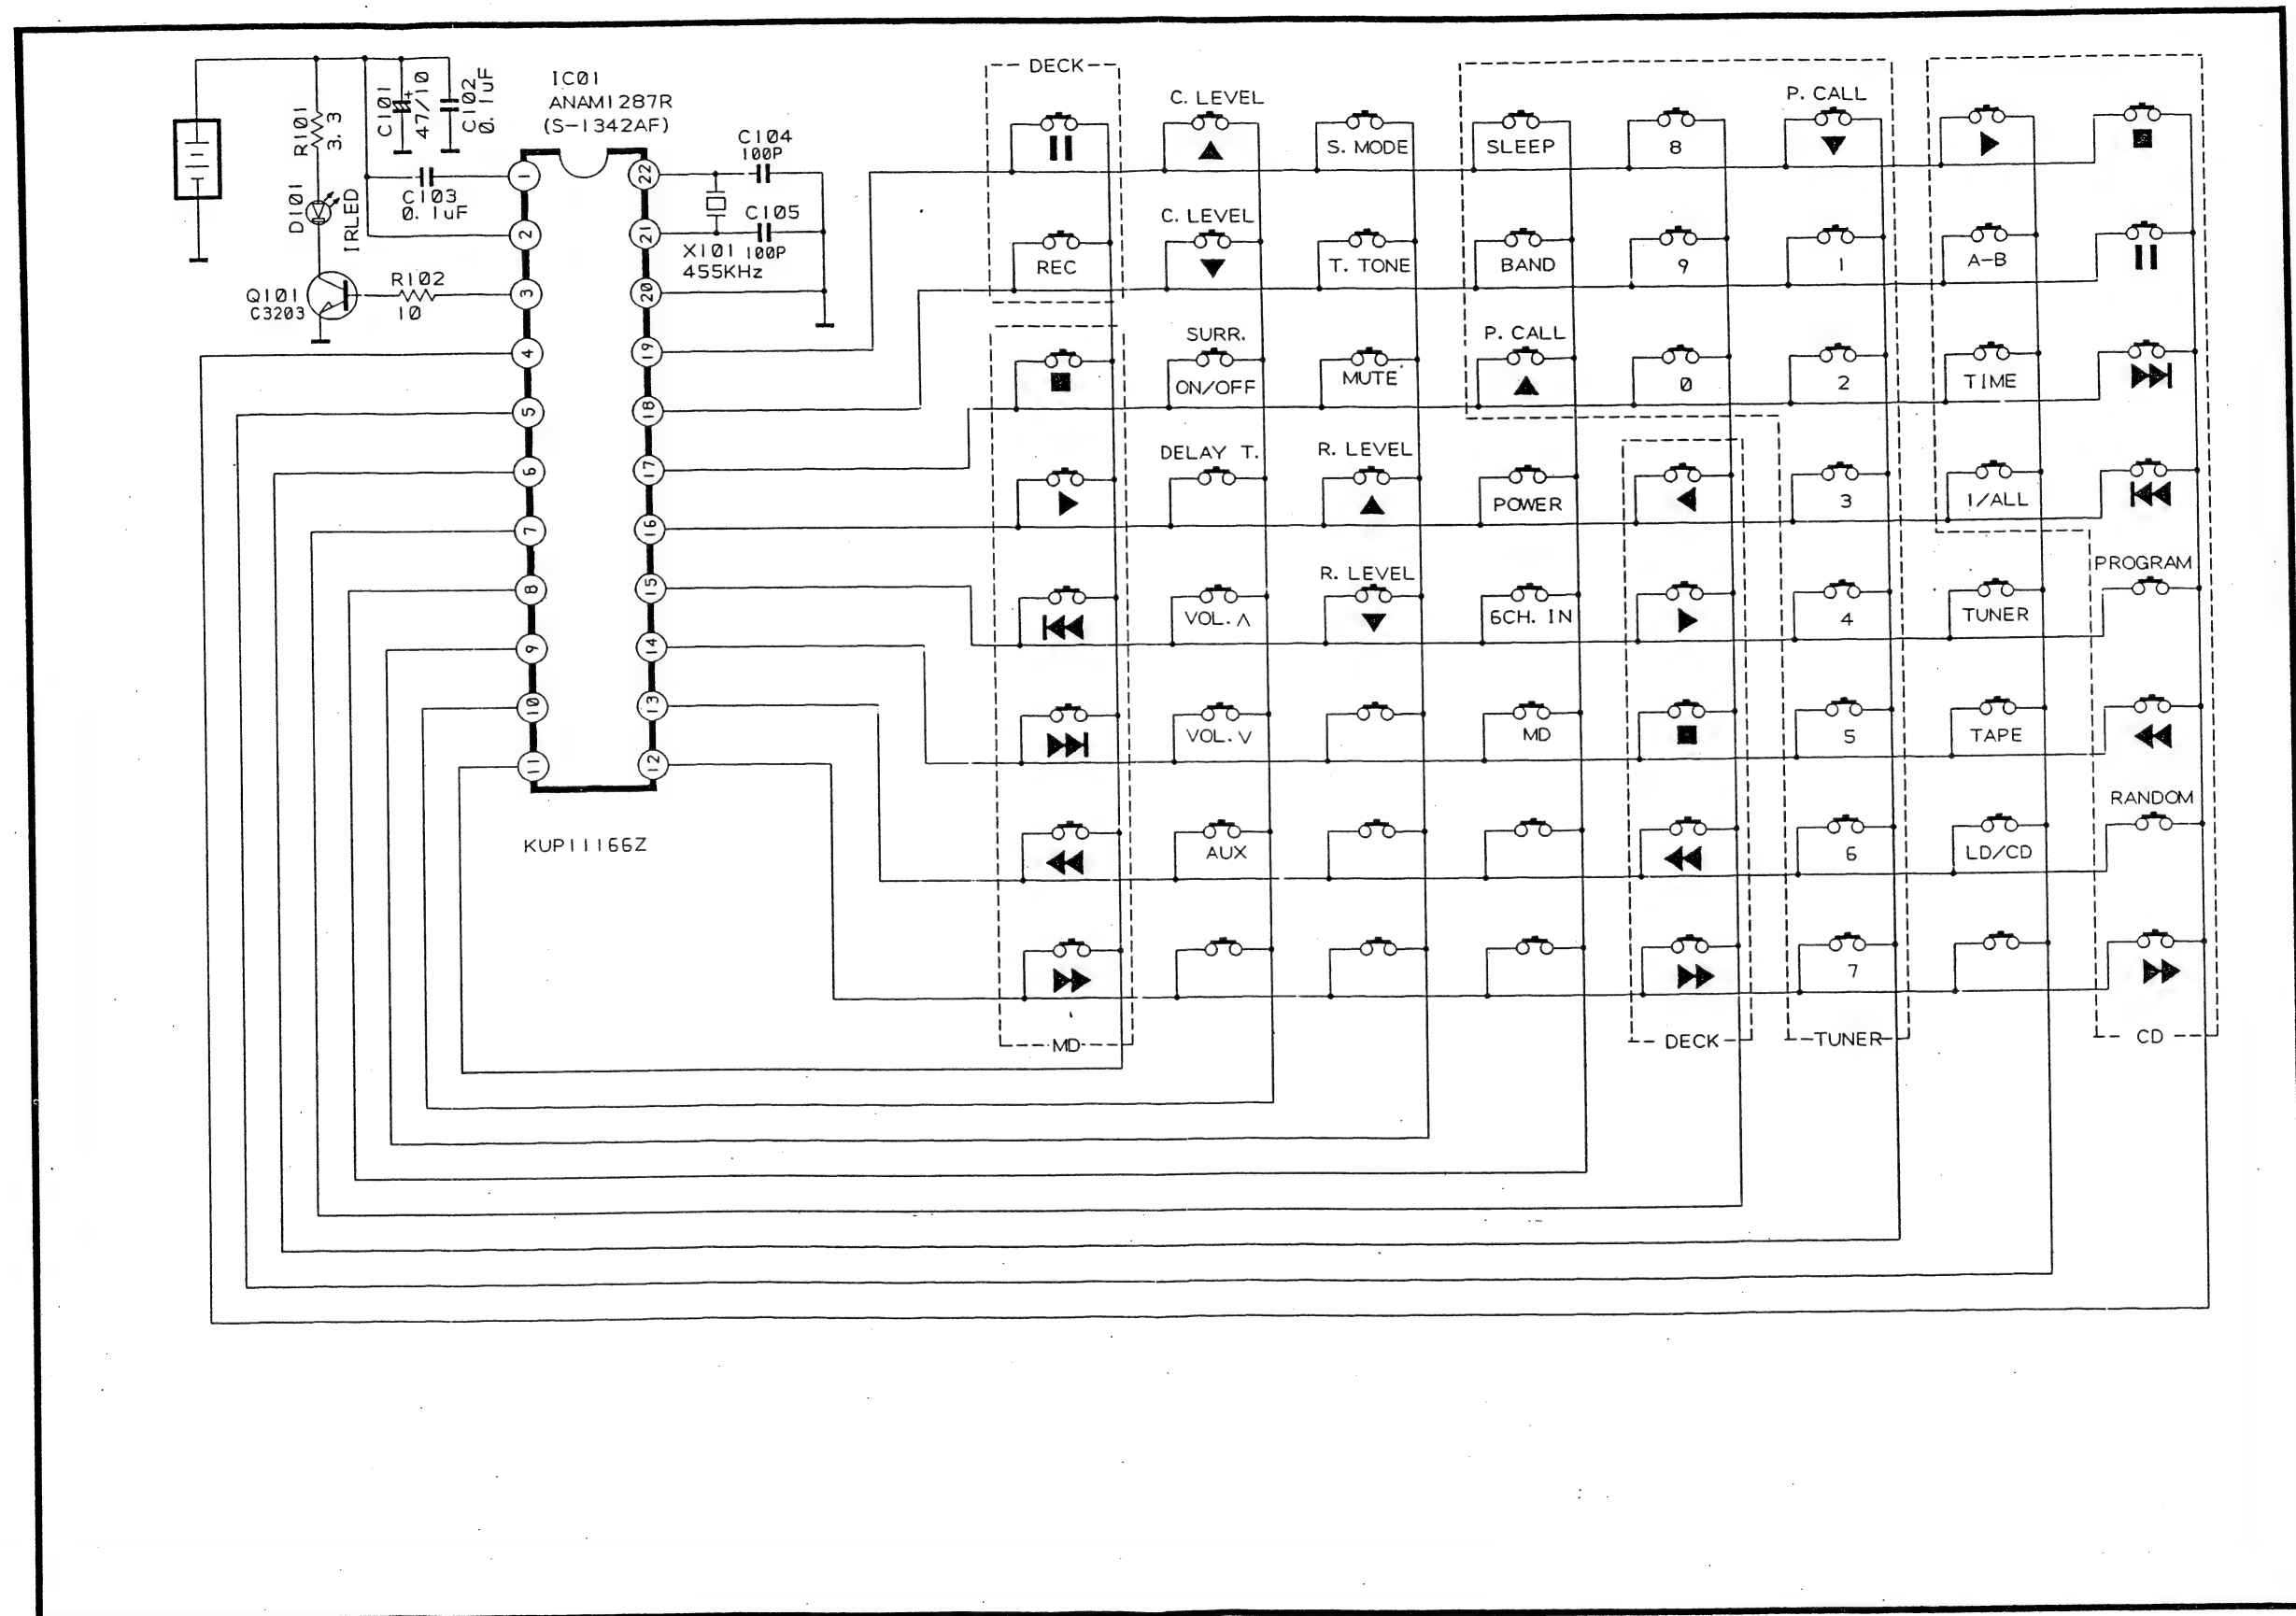 R101
3.3
C101
47/10
C102
0.1uF
IC01
ANAM1287R
(S-1342AF)
C103
0.1uF
D101
IRLED
Q101
C3203
R102
10
C104
100P
C105
100P
X101
455KHz
1
2
3
4
5
6
7
8
9
10
11
22
21
20
19
18
17
16
15
14
13
12
KUP11166Z
DECK
C. LEVEL
P. CALL
S. MODE
SLEEP
8
C. LEVEL
REC
T. TONE
BAND
9
1
A-B
SURR.
P. CALL
ON/OFF
MUTE
0
2
TIME
DELAY T.
R. LEVEL
POWER
3
1/ALL
R. LEVEL
PROGRAM
VOL. Λ
6CH. IN
4
TUNER
VOL. V
MD
5
TAPE
RANDOM
AUX
6
LD/CD
7
MD
DECK
TUNER
CD